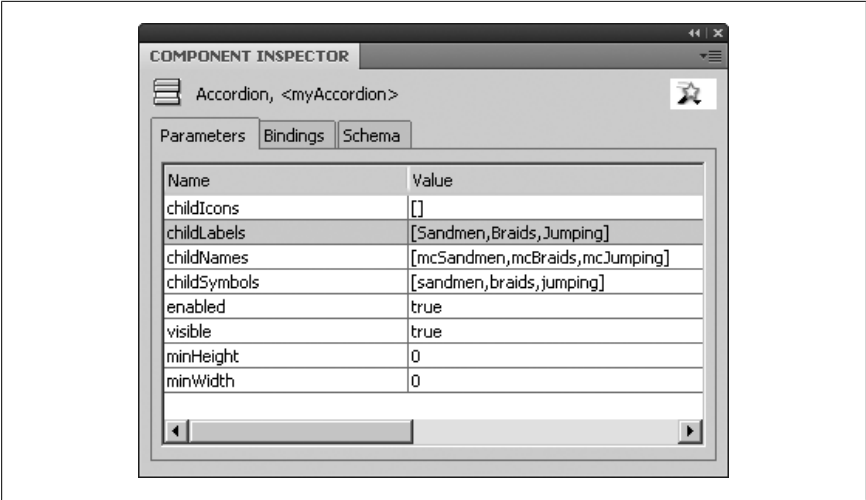 COMPONENT INSPECTOR
Accordion, <myAccordion>
Parameters Bindings Schema
Name Value
childIcons []
childLabels [Sandmen,Braids,Jumping]
childNames [mcSandmen,mcBraids,mcJumping]
childSymbols [sandmen,braids,jumping]
enabled true
visible true
minHeight 0
minWidth 0